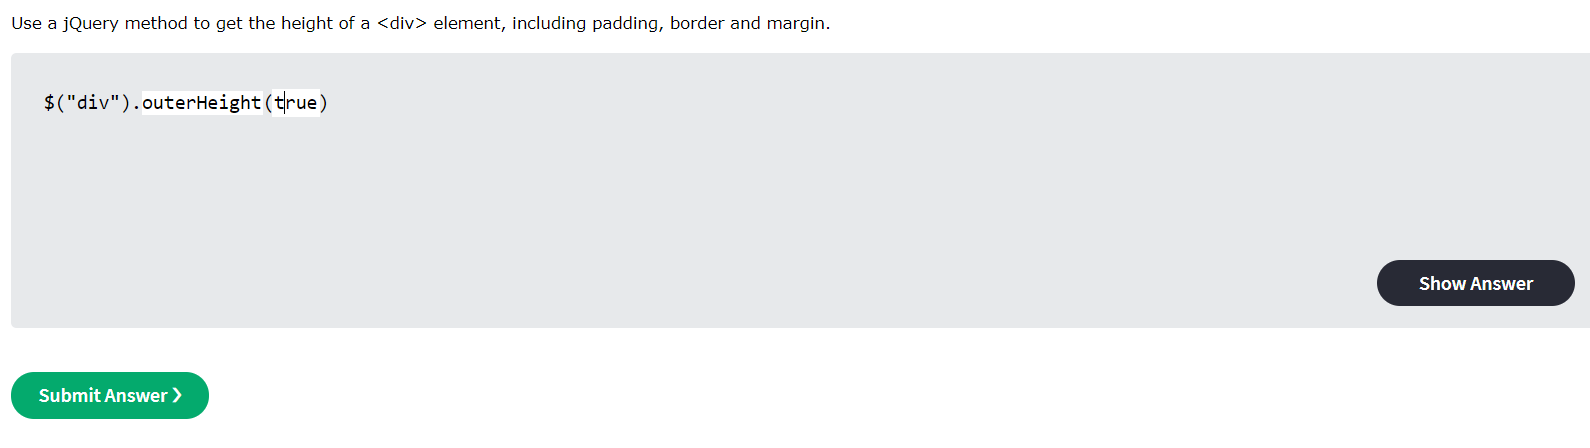 Use a jQuery method to get the height of a <div> element, including padding, border and margin.
$("div").outerHeight(true)
Show Answer
Submit Answer ❯